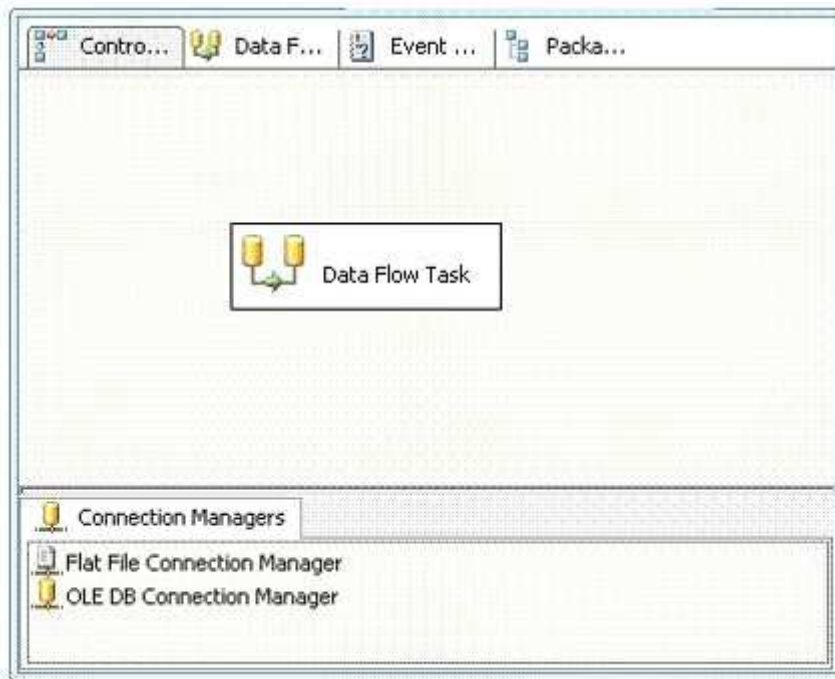 Contro... Data F... Event ... Packa...
Data Flow Task
Connection Managers
Flat File Connection Manager
OLE DB Connection Manager